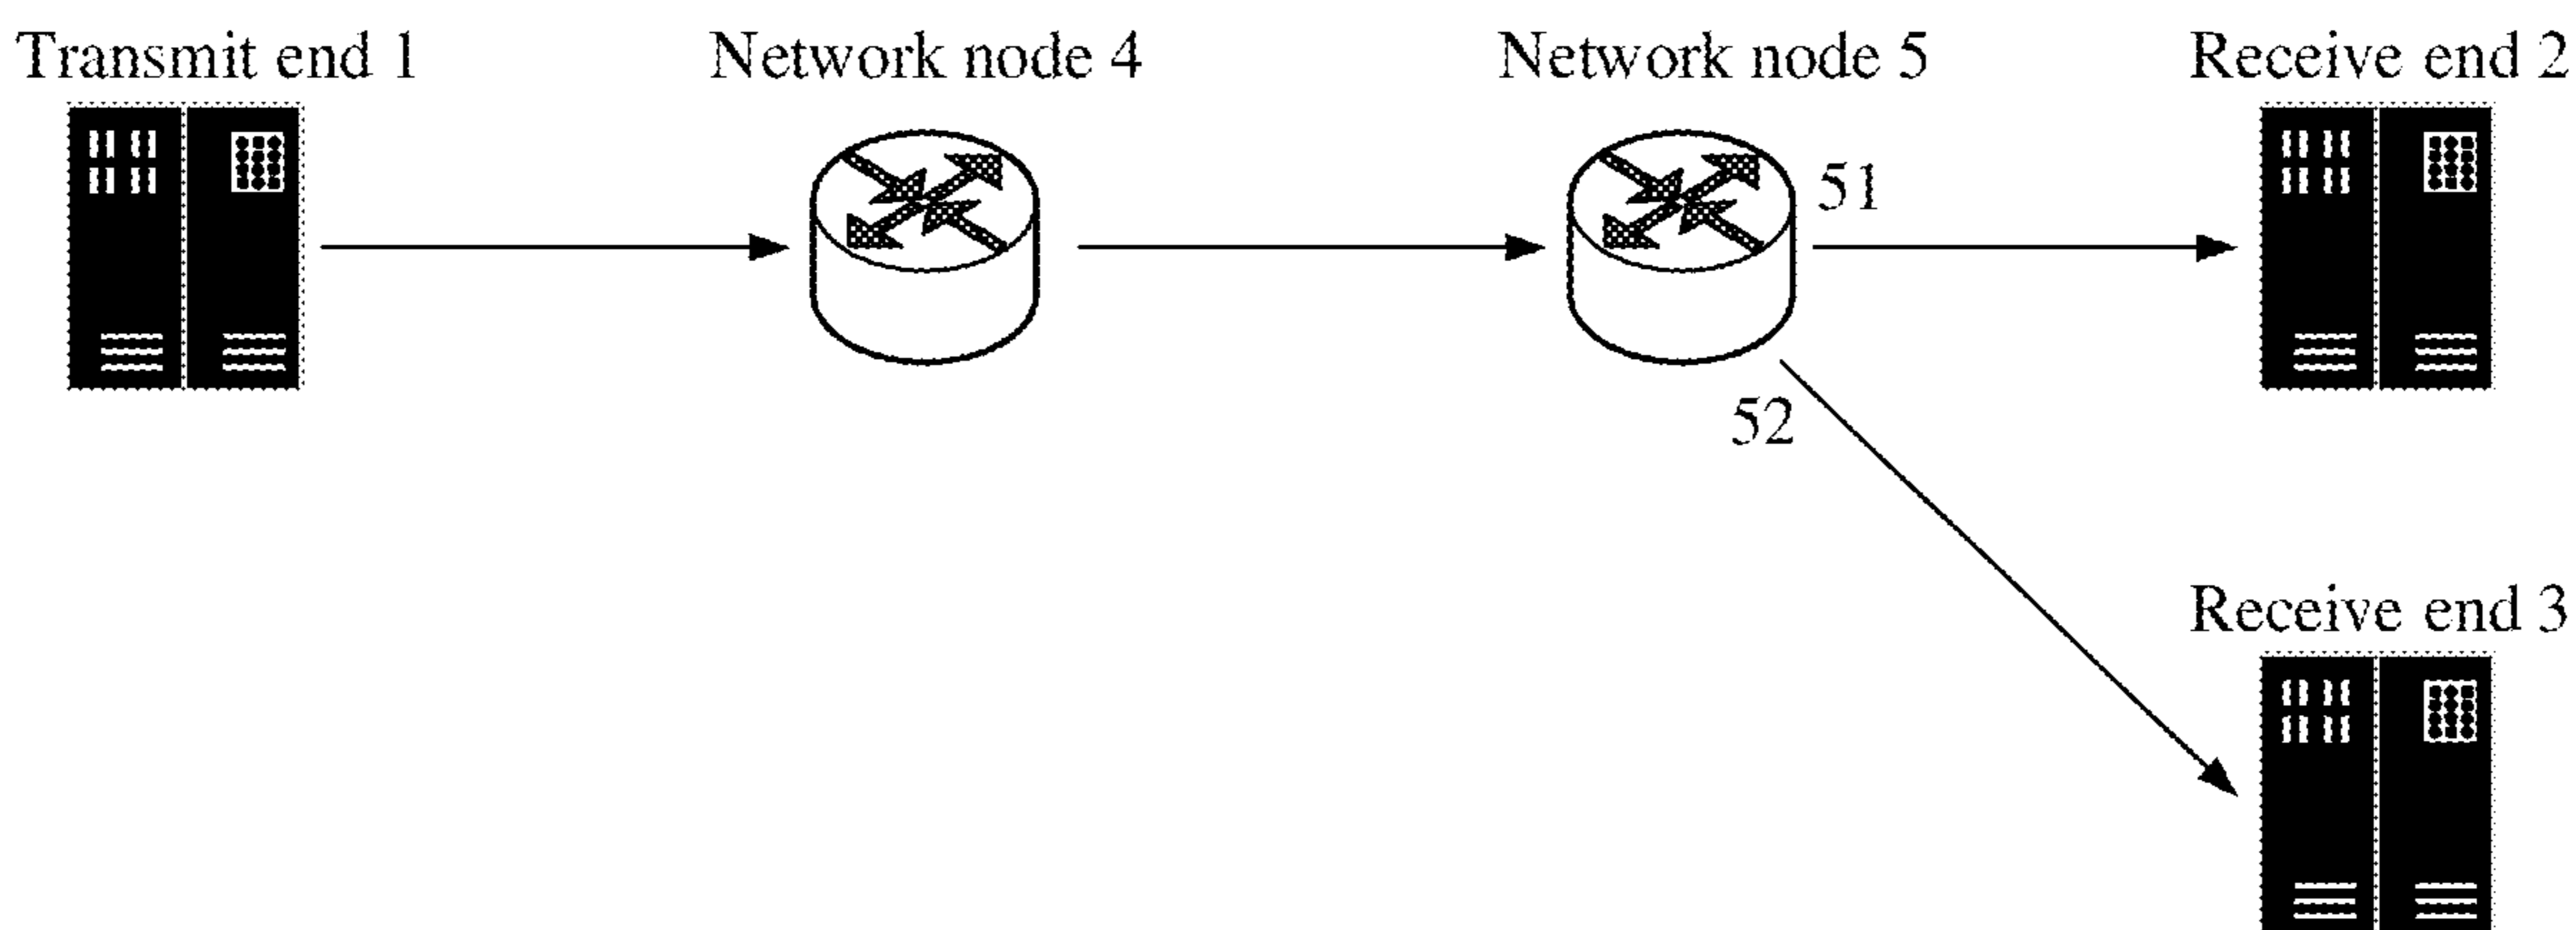 Transmit end 1
Network node 4
Network node 5
Receive end 2
51
52
Receive end 3